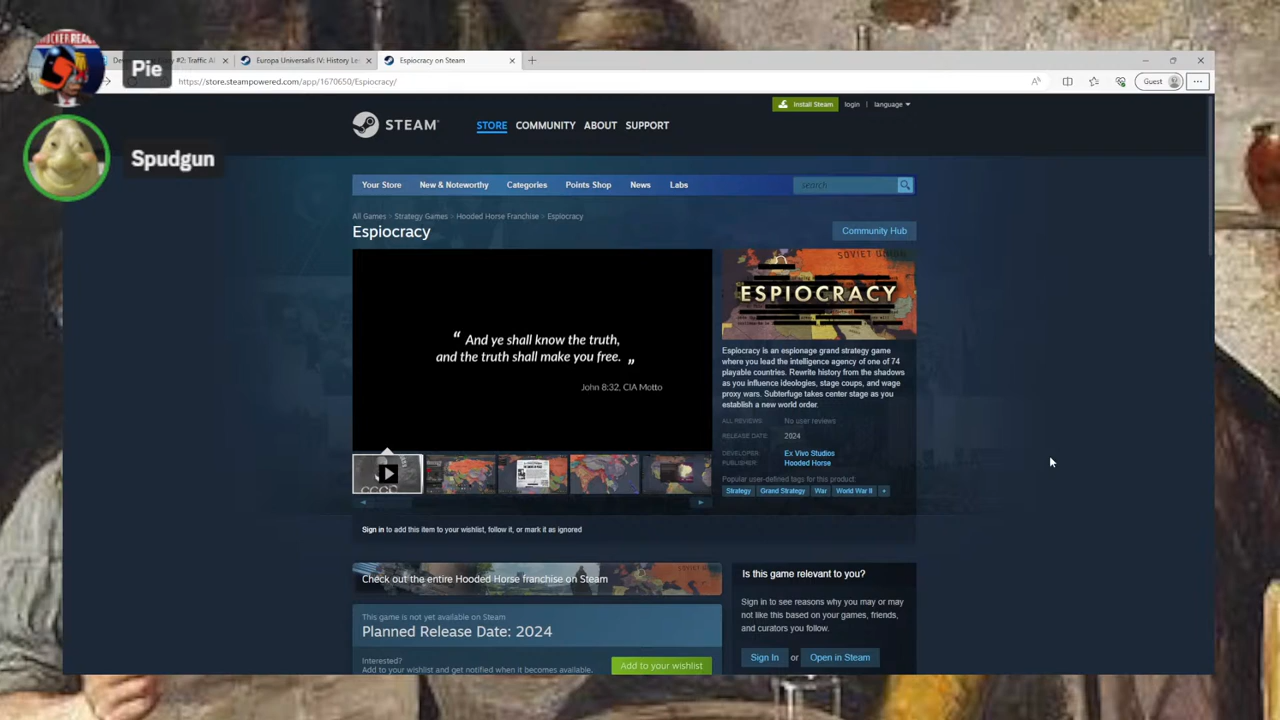 Pie
Spudgun
#2: Traffic AI
Europa Universalis IV: History Le
Espiocracy on Steam
https://store.steampowered.com/app/1670650/Espiocracy/
Guest
Install Steam
login
language
STEAM
STORE
COMMUNITY
ABOUT
SUPPORT
Your Store
New & Noteworthy
Categories
Points Shop
News
Labs
search
All Games > Strategy Games > Hooded Horse Franchise > Espiocracy
Espiocracy
Community Hub
“ And ye shall know the truth,
and the truth shall make you free. „
John 8:32, CIA Motto
SOVIET UNION
ESPIOCRACY
Espiocracy is an espionage grand strategy game
where you lead the intelligence agency of one of 74
playable countries. Rewrite history from the shadows
as you influence ideologies, stage coups, and wage
proxy wars. Subterfuge takes center stage as you
establish a new world order.
ALL REVIEWS: No user reviews
RELEASE DATE: 2024
DEVELOPER: Ex Vivo Studios
PUBLISHER: Hooded Horse
Popular user-defined tags for this product:
Strategy
Grand Strategy
War
World War II
+
Sign in to add this item to your wishlist, follow it, or mark it as ignored
Check out the entire Hooded Horse franchise on Steam
Is this game relevant to you?
Sign in to see reasons why you may or may
not like this based on your games, friends,
and curators you follow.
Sign In or Open in Steam
This game is not yet available on Steam
Planned Release Date: 2024
Interested?
Add to your wishlist and get notified when it becomes available.
Add to your wishlist